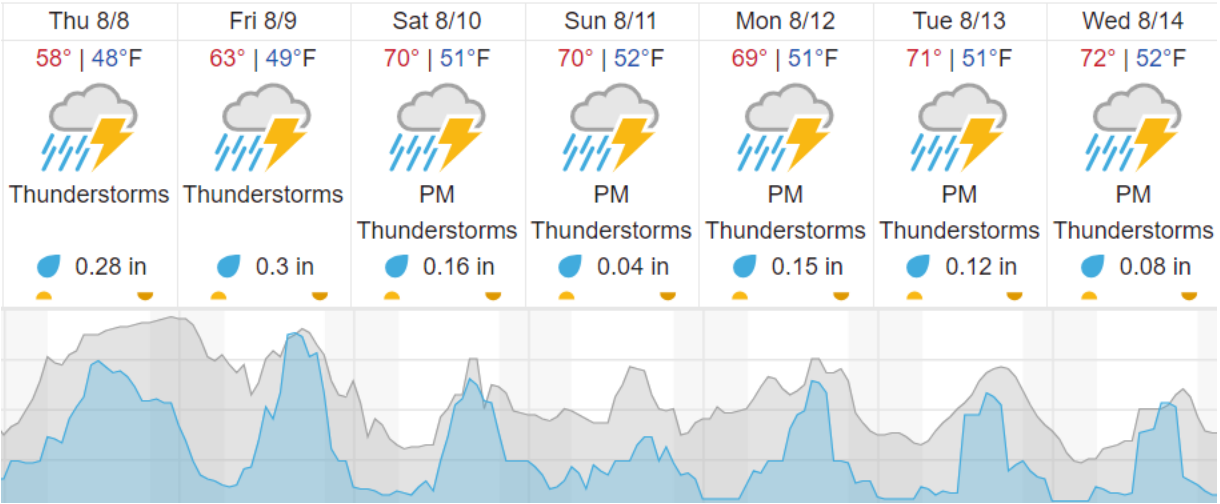 Thu 8/8 Fri 8/9 Sat 8/10 Sun 8/11 Mon 8/12 Tue 8/13 Wed 8/14
58° | 48°F 63° | 49°F 70° | 51°F 70° | 52°F 69° | 51°F 71° | 51°F 72° | 52°F
Thunderstorms Thunderstorms PM PM PM PM PM
Thunderstorms Thunderstorms Thunderstorms Thunderstorms Thunderstorms
0.28 in 0.3 in 0.16 in 0.04 in 0.15 in 0.12 in 0.08 in